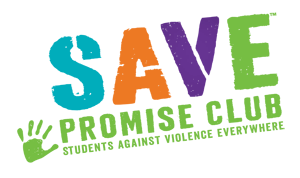 SAVE™
PROMISE CLUB
STUDENTS AGAINST VIOLENCE EVERYWHERE